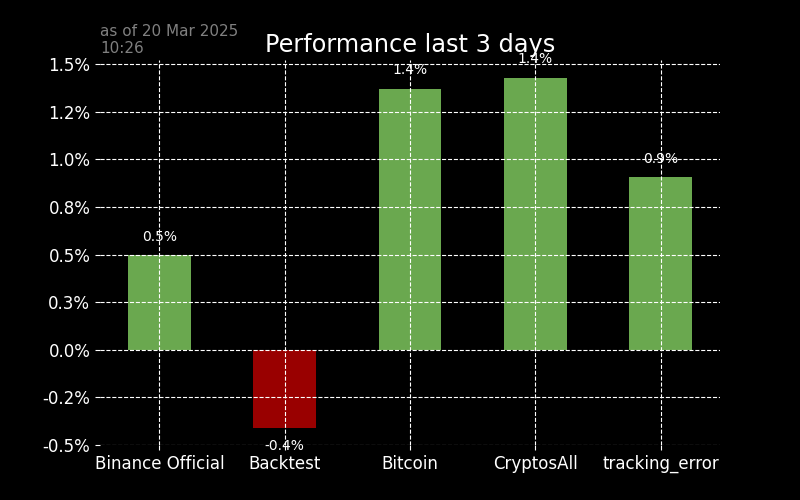 as of 20 Mar 2025
10:26
Performance last 3 days
1.5%
1.2%
1.0%
0.8%
0.5%
0.3%
0.0%
-0.2%
-0.5%
0.5%
-0.4%
1.4%
1.4%
0.9%
Binance Official
Backtest
Bitcoin
CryptosAll
tracking_error